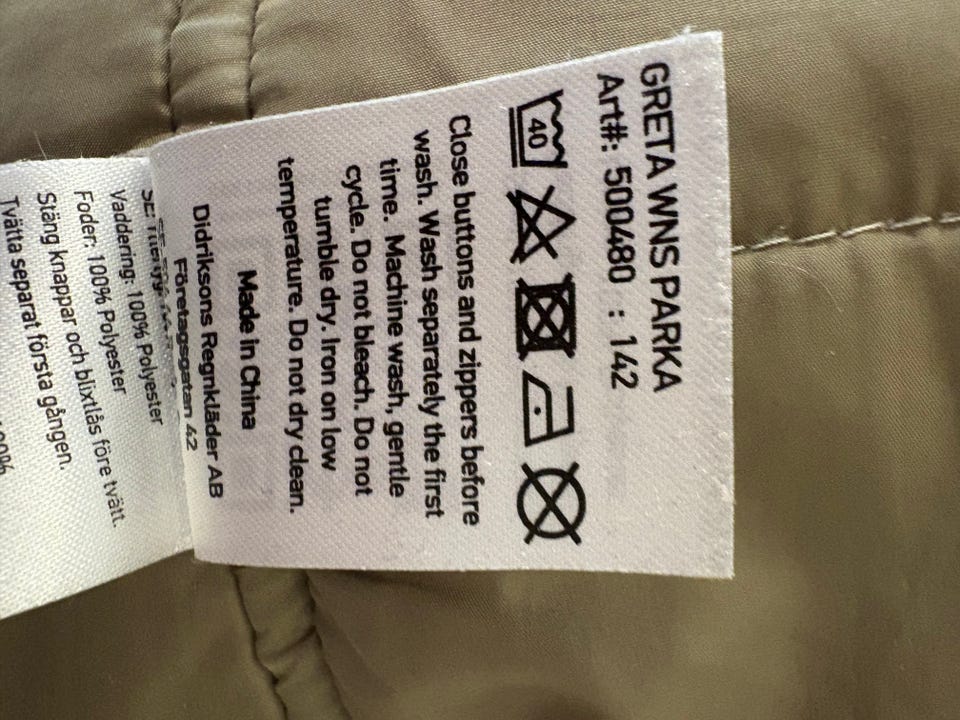 GRETA WNS PARKA
Art#: 500480 : 142
40
Close buttons and zippers before
wash. Wash separately the first
time. Machine wash, gentle
cycle. Do not bleach. Do not
tumble dry. Iron on low
temperature. Do not dry clean.
Made in China
Didriksons Regnkläder AB
Företagsgatan 42
Vaddering: 100% Polyester
Foder: 100% Polyester
Stäng knappar och blixtlås före tvätt.
Tvätta separat första gången.